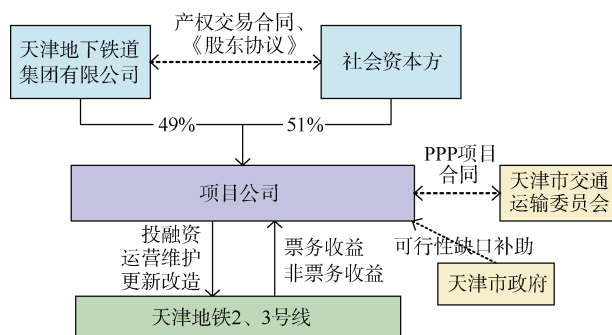 产权交易合同、
《股东协议》
天津地下铁道
集团有限公司
社会资本方
49%
51%
项目公司
PPP项目
合同
天津市交通
运输委员会
投融资
运营维护
更新改造
票务收益
非票务收益
可行性缺口补助
天津市政府
天津地铁2、3号线